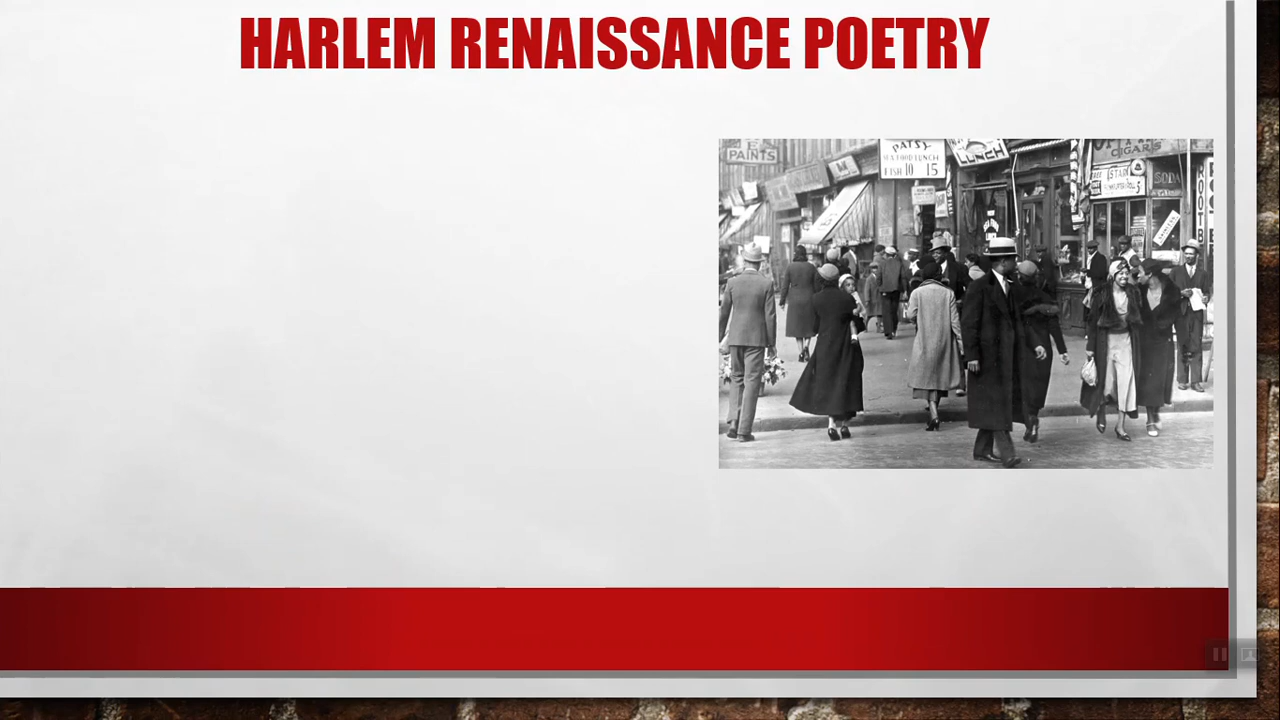 HARLEM RENAISSANCE POETRY
PAINTS
PATSY
SEA FOOD LUNCH
FISH 10 15
LUNCH
CIGARS
SODA